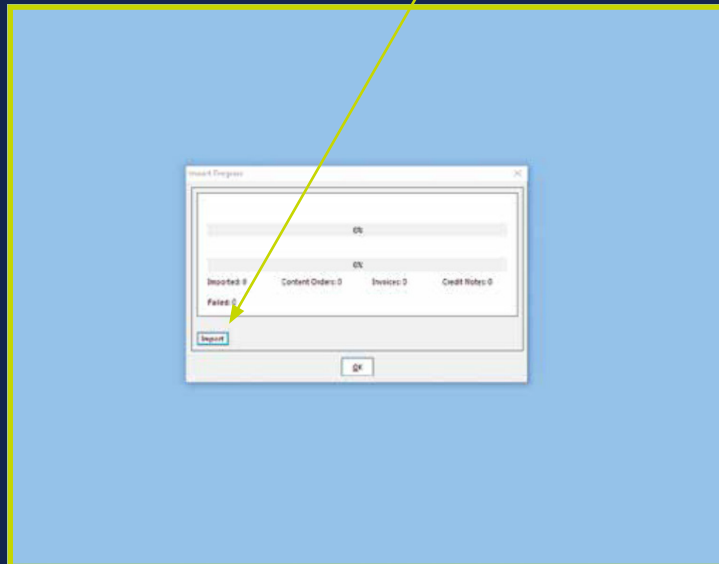 Import Progress
0%
0%
Imported: 0 Content Orders: 0 Invoices: 0 Credit Notes: 0
Failed: 0
Import
OK